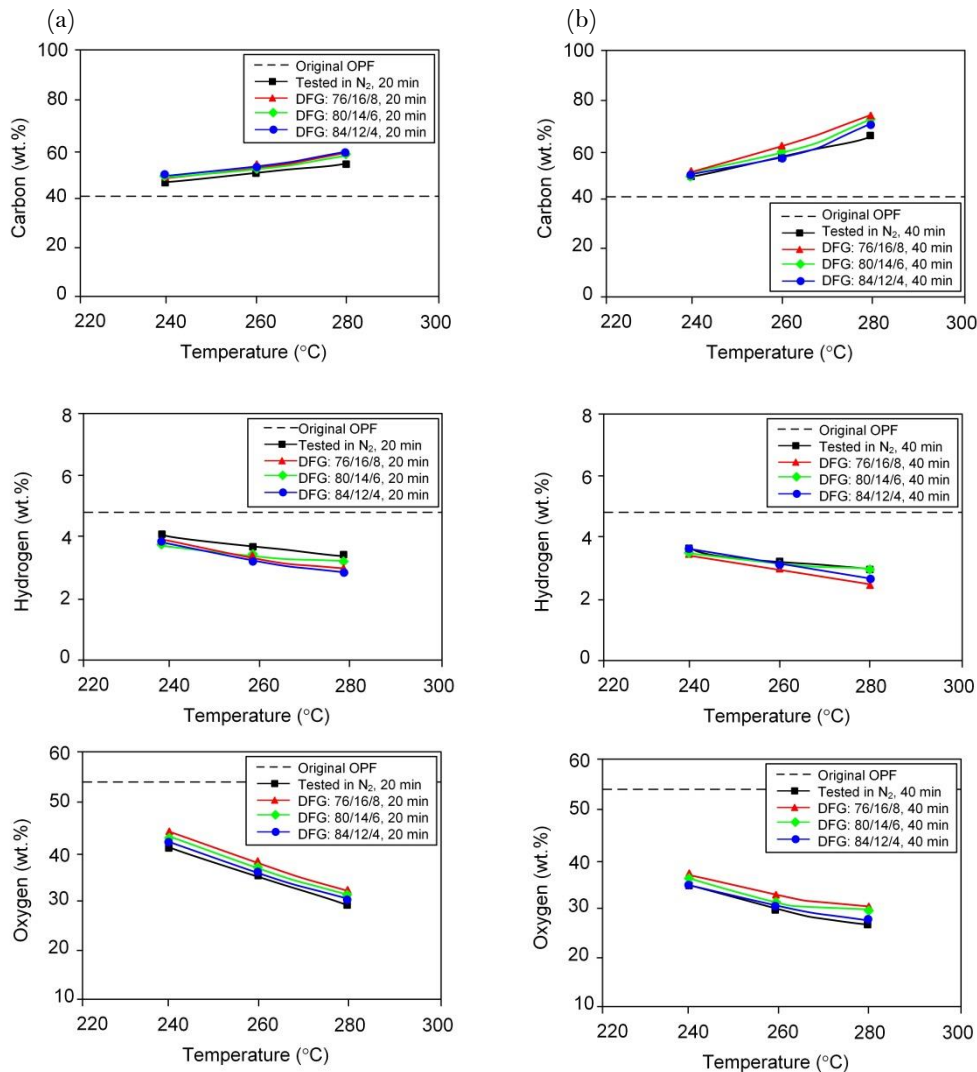 (a)
100
80
60
40
20
0
Carbon (wt.%)
Original OPF
Tested in N₂, 20 min
DFG: 76/16/8, 20 min
DFG: 80/14/6, 20 min
DFG: 84/12/4, 20 min
220 240 260 280 300
Temperature (°C)
(b)
100
80
60
40
20
0
Carbon (wt.%)
Original OPF
Tested in N₂, 40 min
DFG: 76/16/8, 40 min
DFG: 80/14/6, 40 min
DFG: 84/12/4, 40 min
220 240 260 280 300
Temperature (°C)
8
6
4
2
0
Hydrogen (wt.%)
Original OPF
Tested in N₂, 20 min
DFG: 76/16/8, 20 min
DFG: 80/14/6, 20 min
DFG: 84/12/4, 20 min
220 240 260 280 300
Temperature (°C)
8
6
4
2
0
Hydrogen (wt.%)
Original OPF
Tested in N₂, 40 min
DFG: 76/16/8, 40 min
DFG: 80/14/6, 40 min
DFG: 84/12/4, 40 min
220 240 260 280 300
Temperature (°C)
60
50
40
30
20
10
Oxygen (wt.%)
Original OPF
Tested in N₂, 20 min
DFG: 76/16/8, 20 min
DFG: 80/14/6, 20 min
DFG: 84/12/4, 20 min
220 240 260 280 300
Temperature (°C)
60
50
40
30
20
10
Oxygen (wt.%)
Original OPF
Tested in N₂, 40 min
DFG: 76/16/8, 40 min
DFG: 80/14/6, 40 min
DFG: 84/12/4, 40 min
220 240 260 280 300
Temperature (°C)